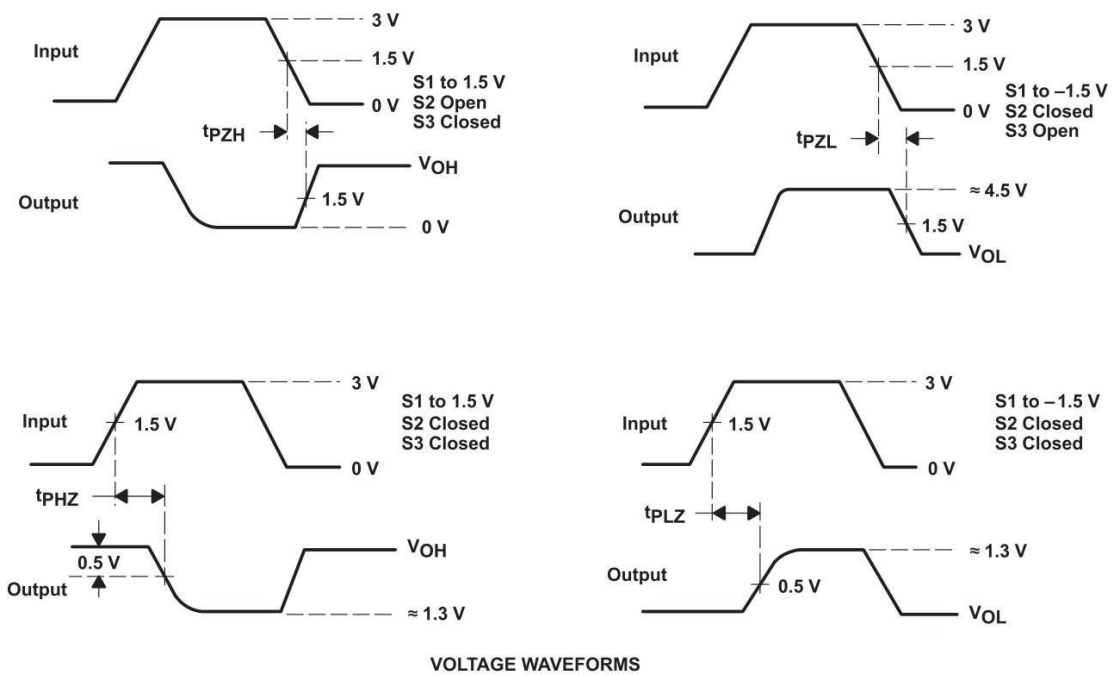 3 V
Input
1.5 V
S1 to 1.5 V
S2 Open
S3 Closed
0 V
tPZH
VOH
Output
1.5 V
0 V
3 V
Input
1.5 V
S1 to –1.5 V
S2 Closed
S3 Open
0 V
tPZL
≈ 4.5 V
Output
1.5 V
VOL
3 V
S1 to 1.5 V
S2 Closed
S3 Closed
Input
1.5 V
0 V
tPHZ
VOH
0.5 V
Output
≈ 1.3 V
3 V
S1 to – 1.5 V
S2 Closed
S3 Closed
Input
1.5 V
0 V
tPLZ
≈ 1.3 V
Output
0.5 V
VOL
VOLTAGE WAVEFORMS